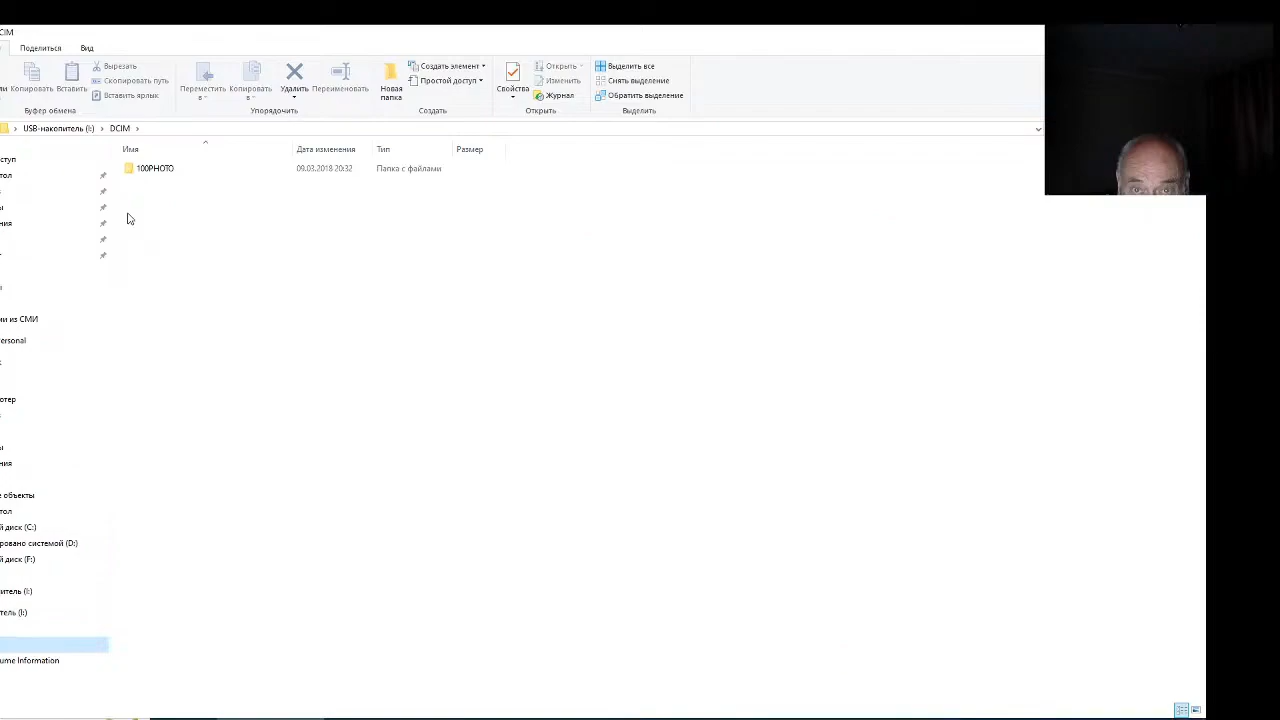 CIM
Поделиться Вид
Копировать Вставить Вырезать
Скопировать путь
Вставить ярлык
Буфер обмена
Переместить в Копировать в Удалить Переименовать
Упорядочить
Новая папка
Создать элемент
Простой доступ
Создать
Свойства
Открыть
Изменить
Журнал
Открыть
Выделить все
Снять выделение
Обратить выделение
Выделить
USB-накопитель (I:) DCIM
Имя Дата изменения Тип Размер
100PHOTO 09.03.2018 20:32 Папка с файлами
ступ
тол
ы
ния
ми из СМИ
ersonal
отер
ы
ния
е объекты
тол
й диск (C:)
ровано системой (D:)
й диск (F:)
итель (I:)
тель (I:)
ume Information